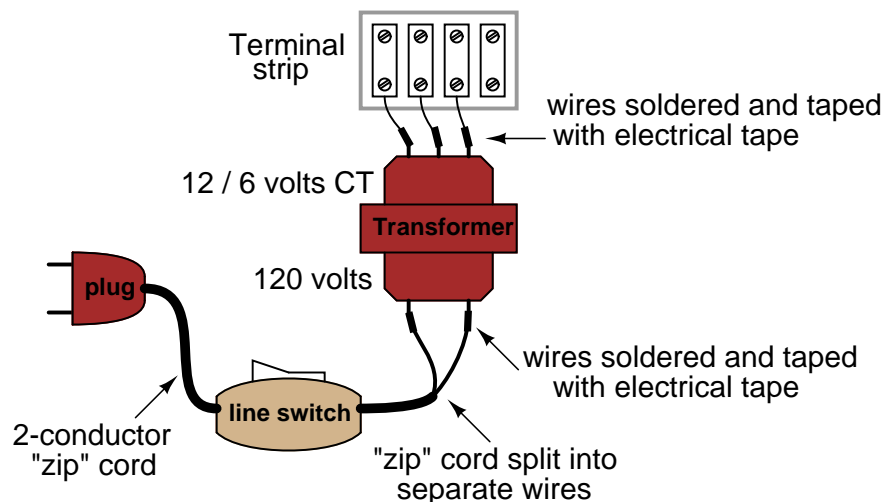 Terminal
strip
wires soldered and taped
with electrical tape
12 / 6 volts CT
Transformer
120 volts
plug
wires soldered and taped
with electrical tape
line switch
2-conductor
"zip" cord
"zip" cord split into
separate wires